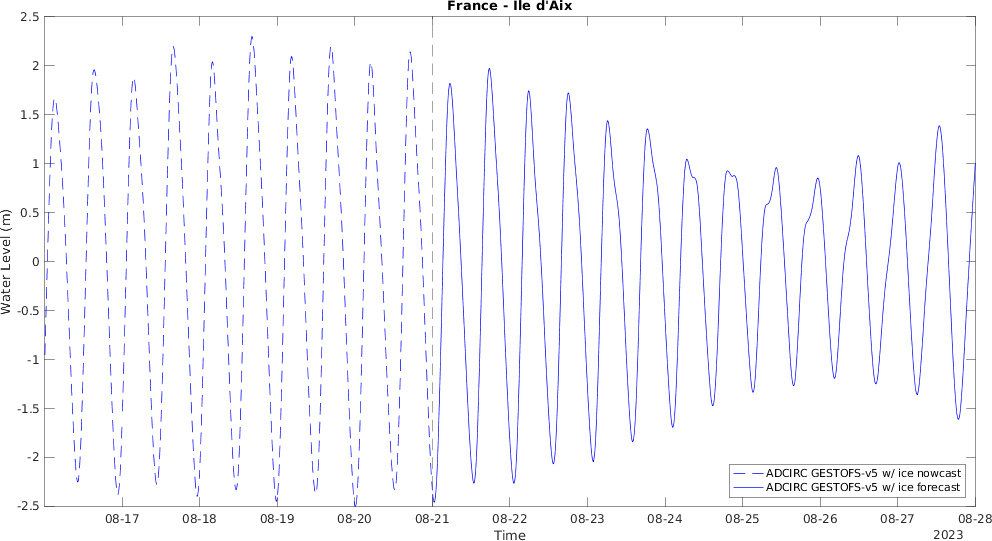 France - Ile d'Aix
2.5
2
1.5
1
0.5
0
-0.5
-1
-1.5
-2
-2.5
Water Level (m)
ADCIRC GESTOFS-v5 w/ ice nowcast
ADCIRC GESTOFS-v5 w/ ice forecast
08-17 08-18 08-19 08-20 08-21 08-22 08-23 08-24 08-25 08-26 08-27 08-28
Time
2023